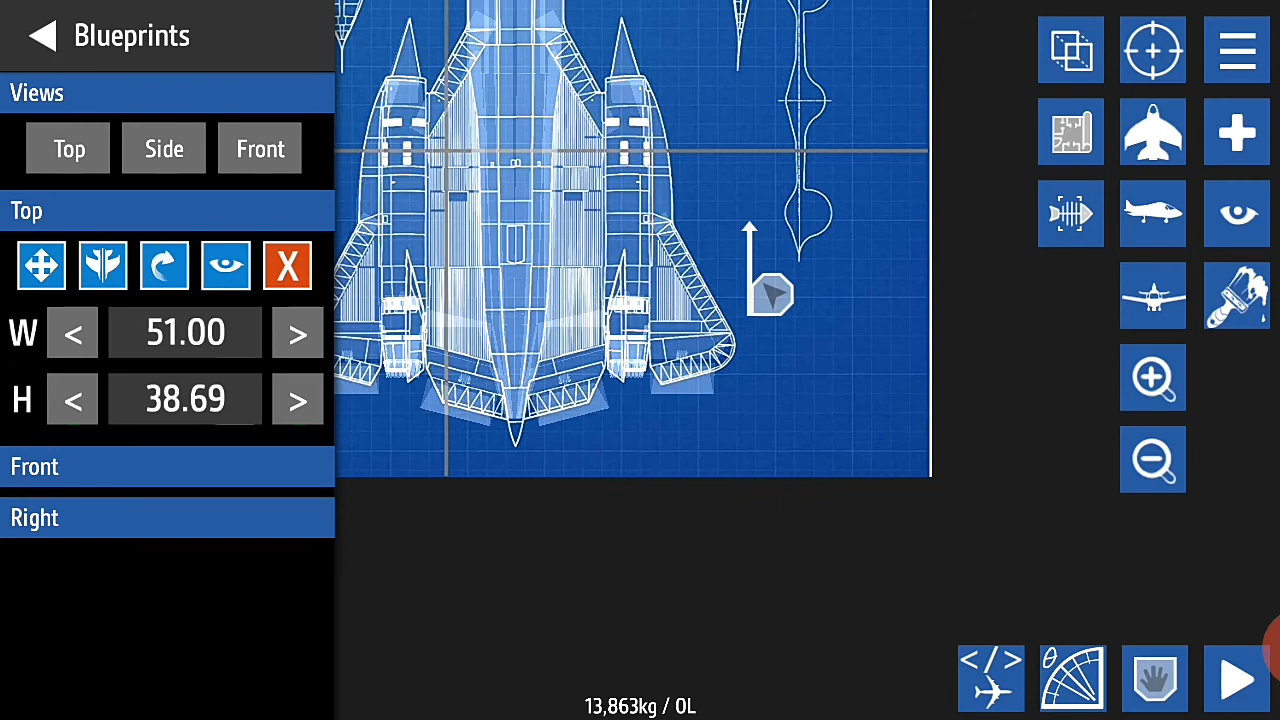 Blueprints
Views
Top Side Front
Top
X
W < 51.00 >
H < 38.69 >
Front
Right
</> θ
13,863kg / 0L